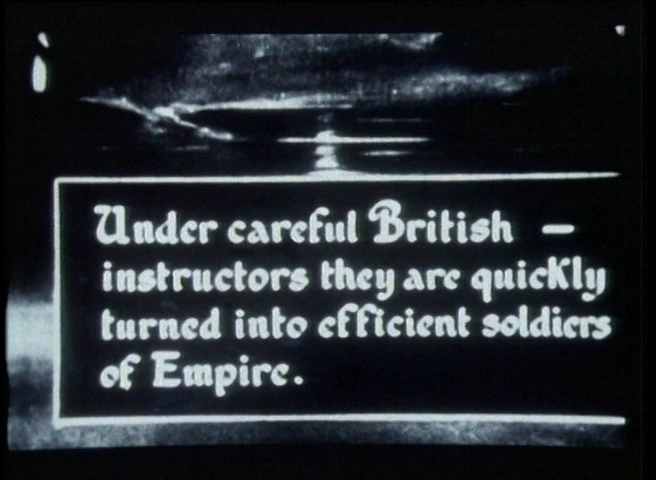 Under careful British —
instructors they are quickly
turned into efficient soldiers
of Empire.